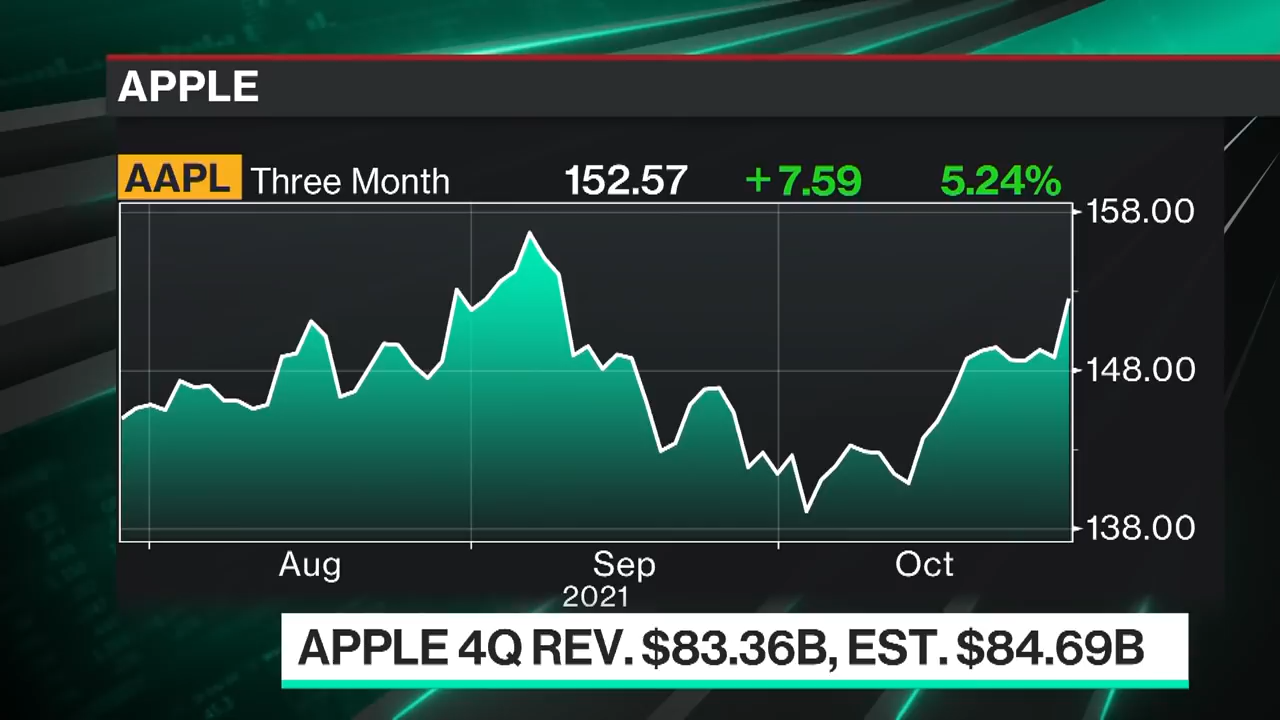 APPLE
AAPL Three Month 152.57 +7.59 5.24%
158.00
148.00
138.00
Aug Sep Oct
2021
APPLE 4Q REV. $83.36B, EST. $84.69B